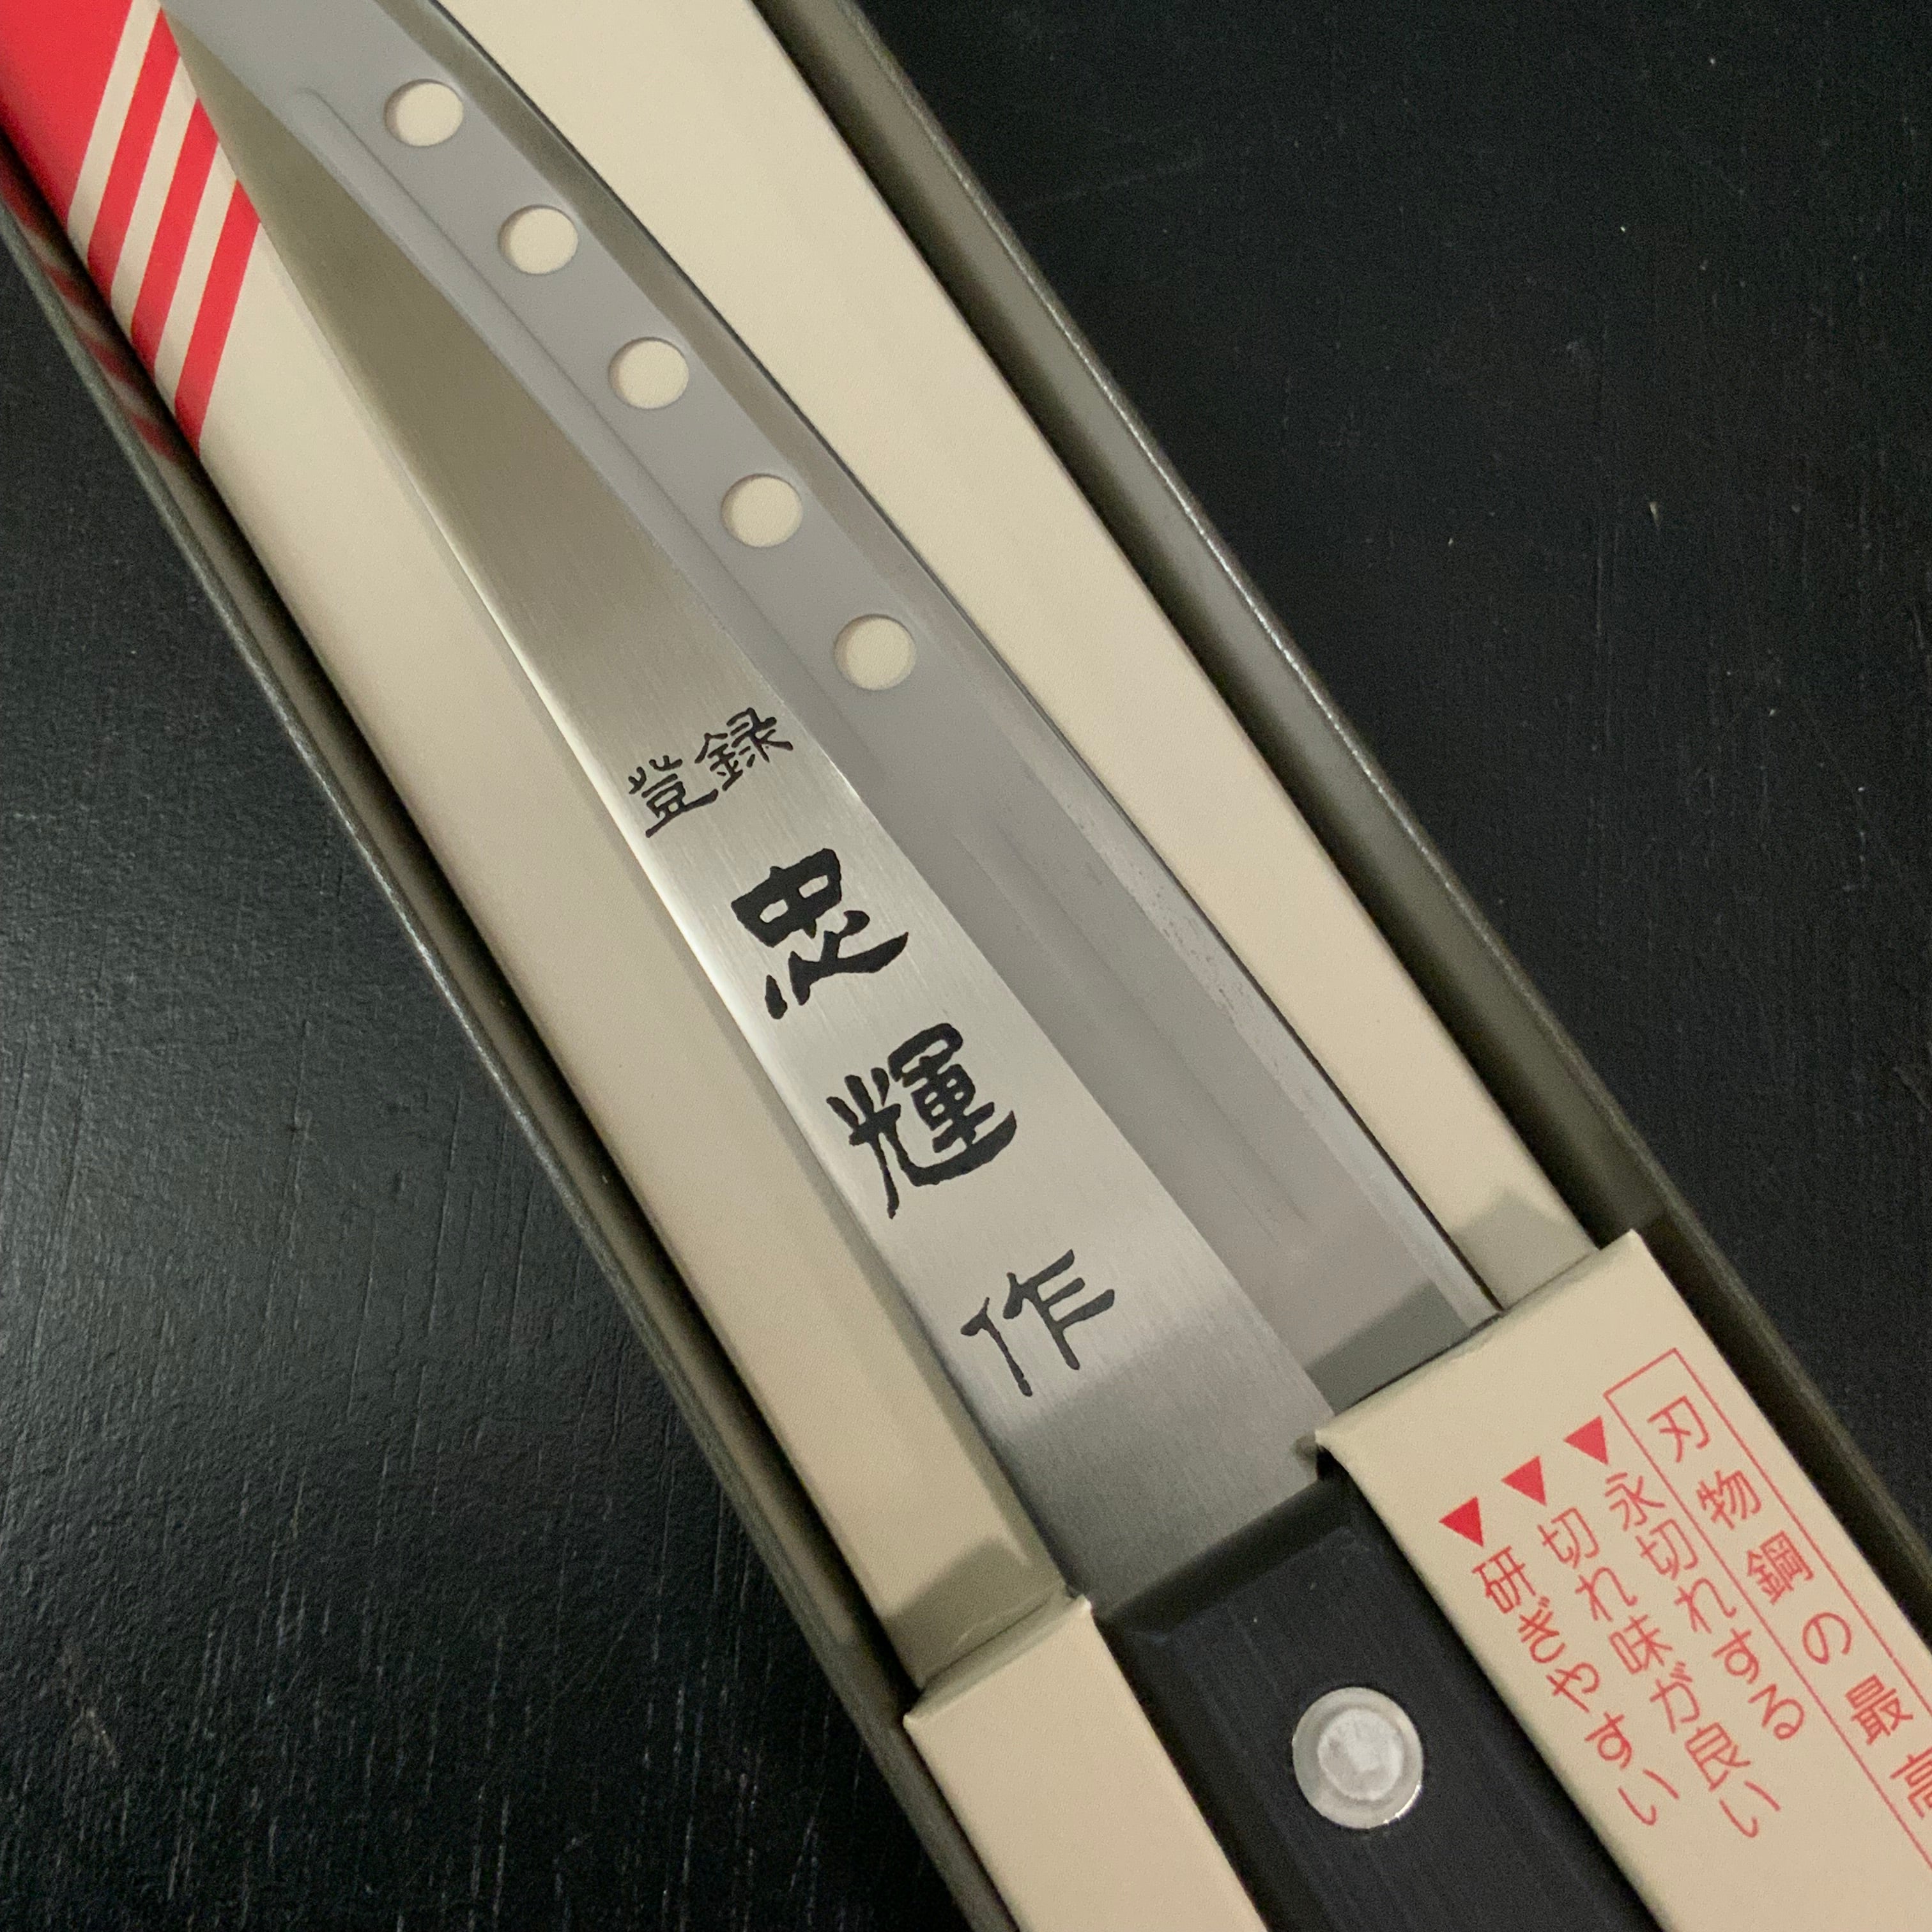 登録
忠輝作
刃物鋼の最高
永切れする
切れ味が良い
研ぎやすい